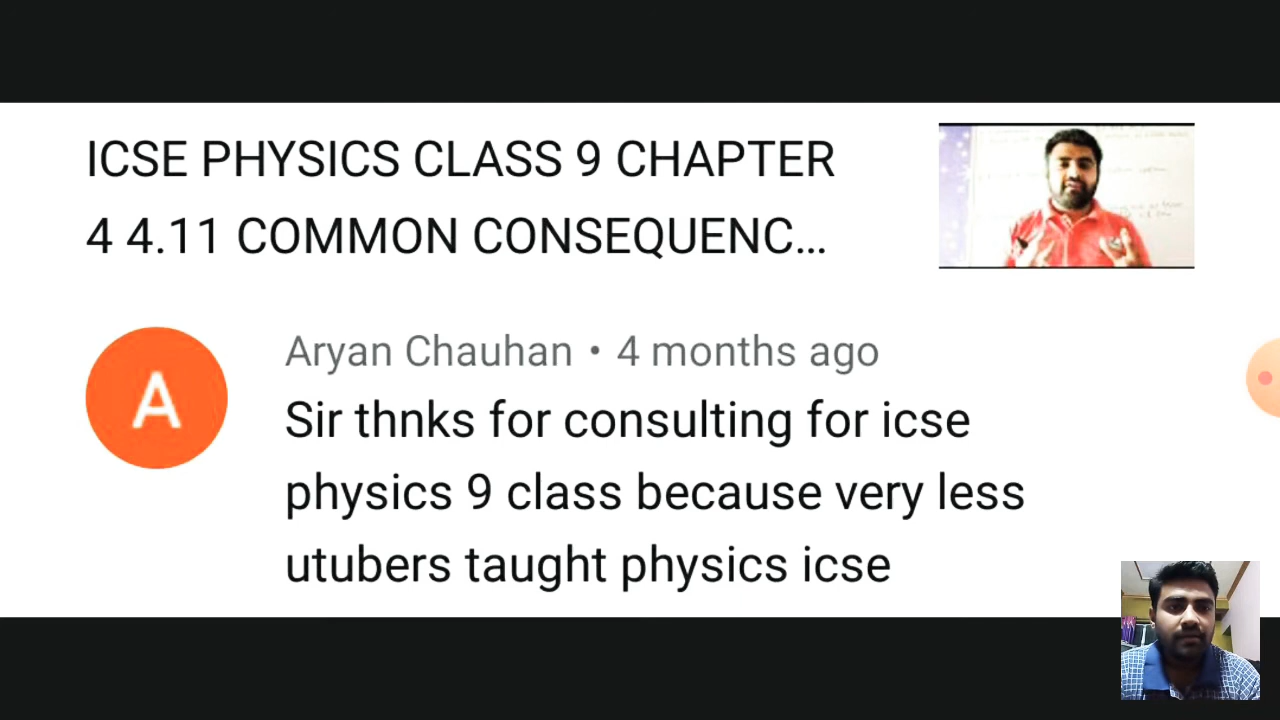 ICSE PHYSICS CLASS 9 CHAPTER
4 4.11 COMMON CONSEQUENC...
A
Aryan Chauhan • 4 months ago
Sir thnks for consulting for icse
physics 9 class because very less
utubers taught physics icse